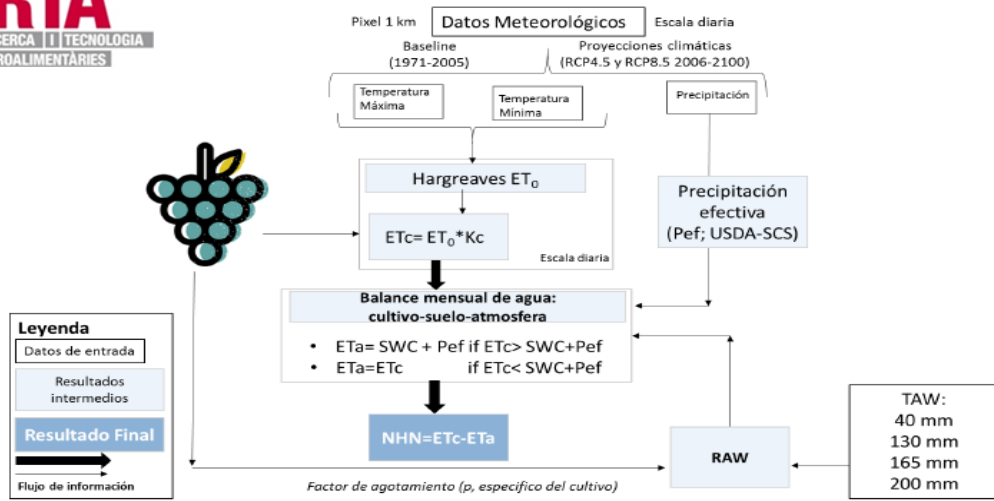 RTA
CERCA | TECNOLOGIA
ROALIMENTÀRIES
Pixel 1 km
Datos Meteorológicos
Escala diaria
Baseline
(1971-2005)
Proyecciones climáticas
(RCP4.5 y RCP8.5 2006-2100)
Temperatura
Máxima
Temperatura
Mínima
Precipitación
Hargreaves ET₀
ETc= ET₀*Kc
Escala diaria
Precipitación
efectiva
(Pef; USDA-SCS)
Balance mensual de agua:
cultivo-suelo-atmosfera
• ETa= SWC + Pef if ETc> SWC+Pef
• ETa=ETc if ETc< SWC+Pef
NHN=ETc-ETa
RAW
TAW:
40 mm
130 mm
165 mm
200 mm
Factor de agotamiento (p, especifico del cultivo)
Leyenda
Datos de entrada
Resultados
intermedios
Resultado Final
Flujo de información